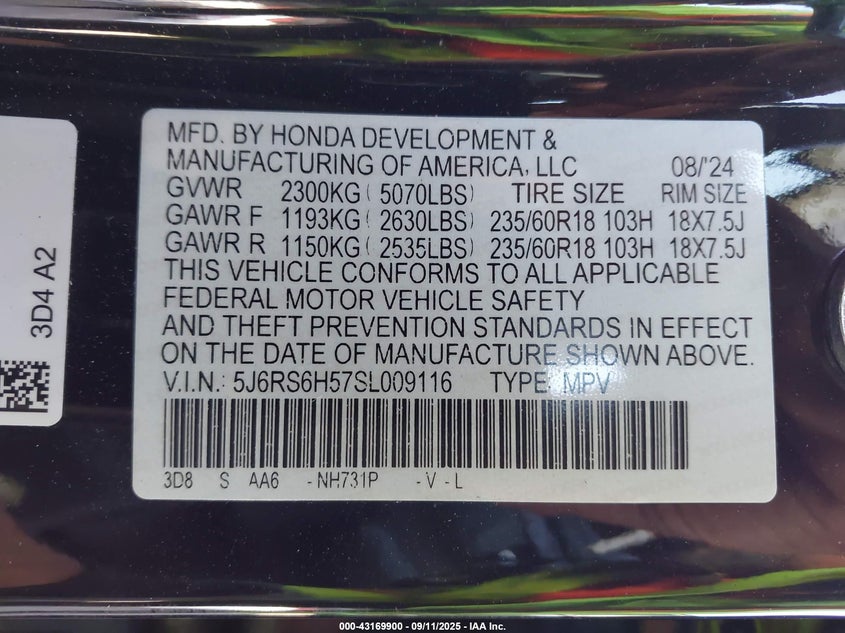 MFD. BY HONDA DEVELOPMENT &
MANUFACTURING OF AMERICA, LLC 08/'24
GVWR 2300KG ( 5070LBS) TIRE SIZE RIM SIZE
GAWR F 1193KG ( 2630LBS) 235/60R18 103H 18X7.5J
GAWR R 1150KG ( 2535LBS) 235/60R18 103H 18X7.5J
THIS VEHICLE CONFORMS TO ALL APPLICABLE
FEDERAL MOTOR VEHICLE SAFETY
AND THEFT PREVENTION STANDARDS IN EFFECT
ON THE DATE OF MANUFACTURE SHOWN ABOVE.
V.I.N.: 5J6RS6H57SL009116 TYPE: MPV
3D8 S AA6 -NH731P -V-L
3D4 A2
000-43169900 - 09/11/2025 - IAA Inc.